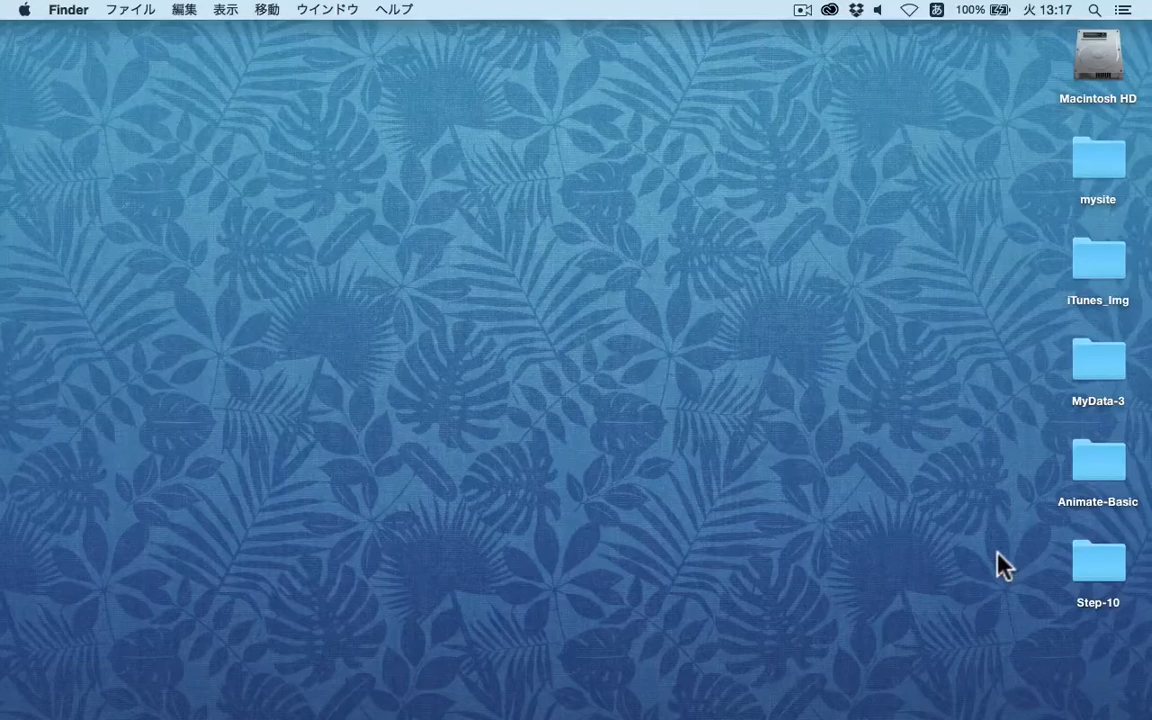 Finder ファイル 編集 表示 移動 ウインドウ ヘルプ あ 100% 火 13:17
Macintosh HD
mysite
iTunes_Img
MyData-3
Animate-Basic
Step-10